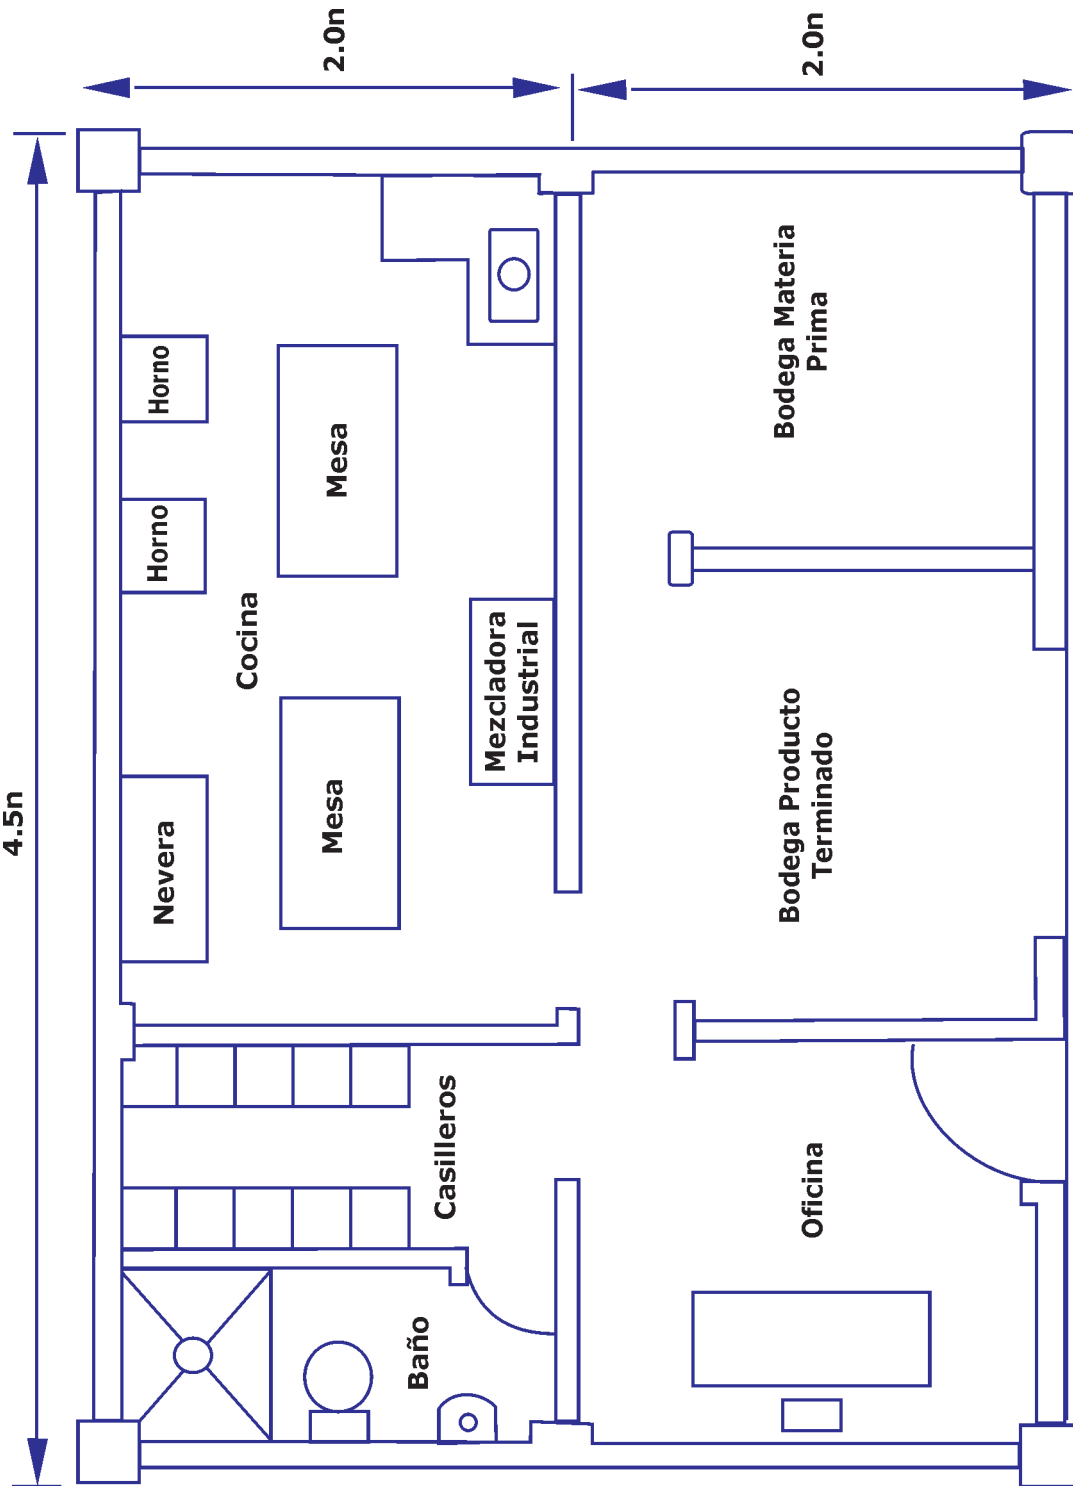 4.5n
2.0n
2.0n
Nevera
Horno
Horno
Cocina
Mesa
Mesa
Mezcladora
Industrial
Casilleros
Baño
Oficina
Bodega Producto
Terminado
Bodega Materia
Prima